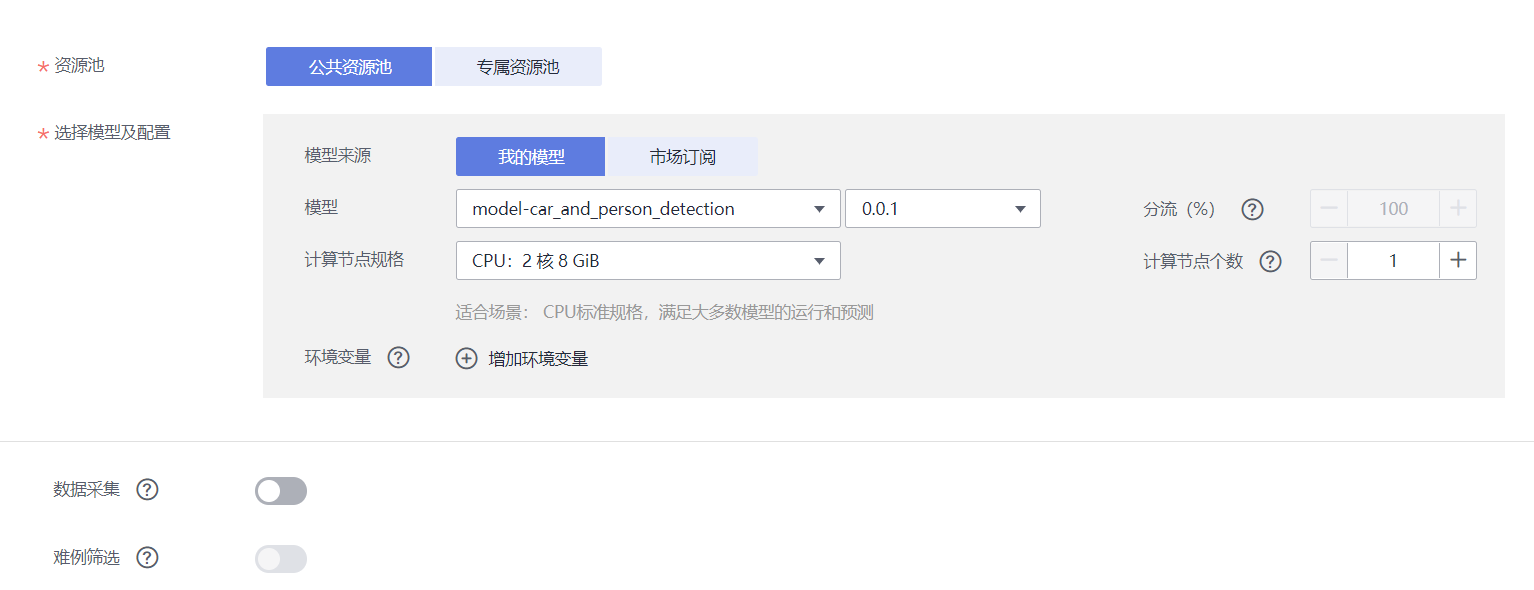 * 资源池 公共资源池 专属资源池
* 选择模型及配置
模型来源 我的模型 市场订阅
模型 model-car_and_person_detection 0.0.1 分流（%） ? 100
计算节点规格 CPU：2 核 8 GiB 计算节点个数 ? 1
适合场景： CPU标准规格，满足大多数模型的运行和预测
环境变量 ? 增加环境变量
数据采集 ?
难例筛选 ?